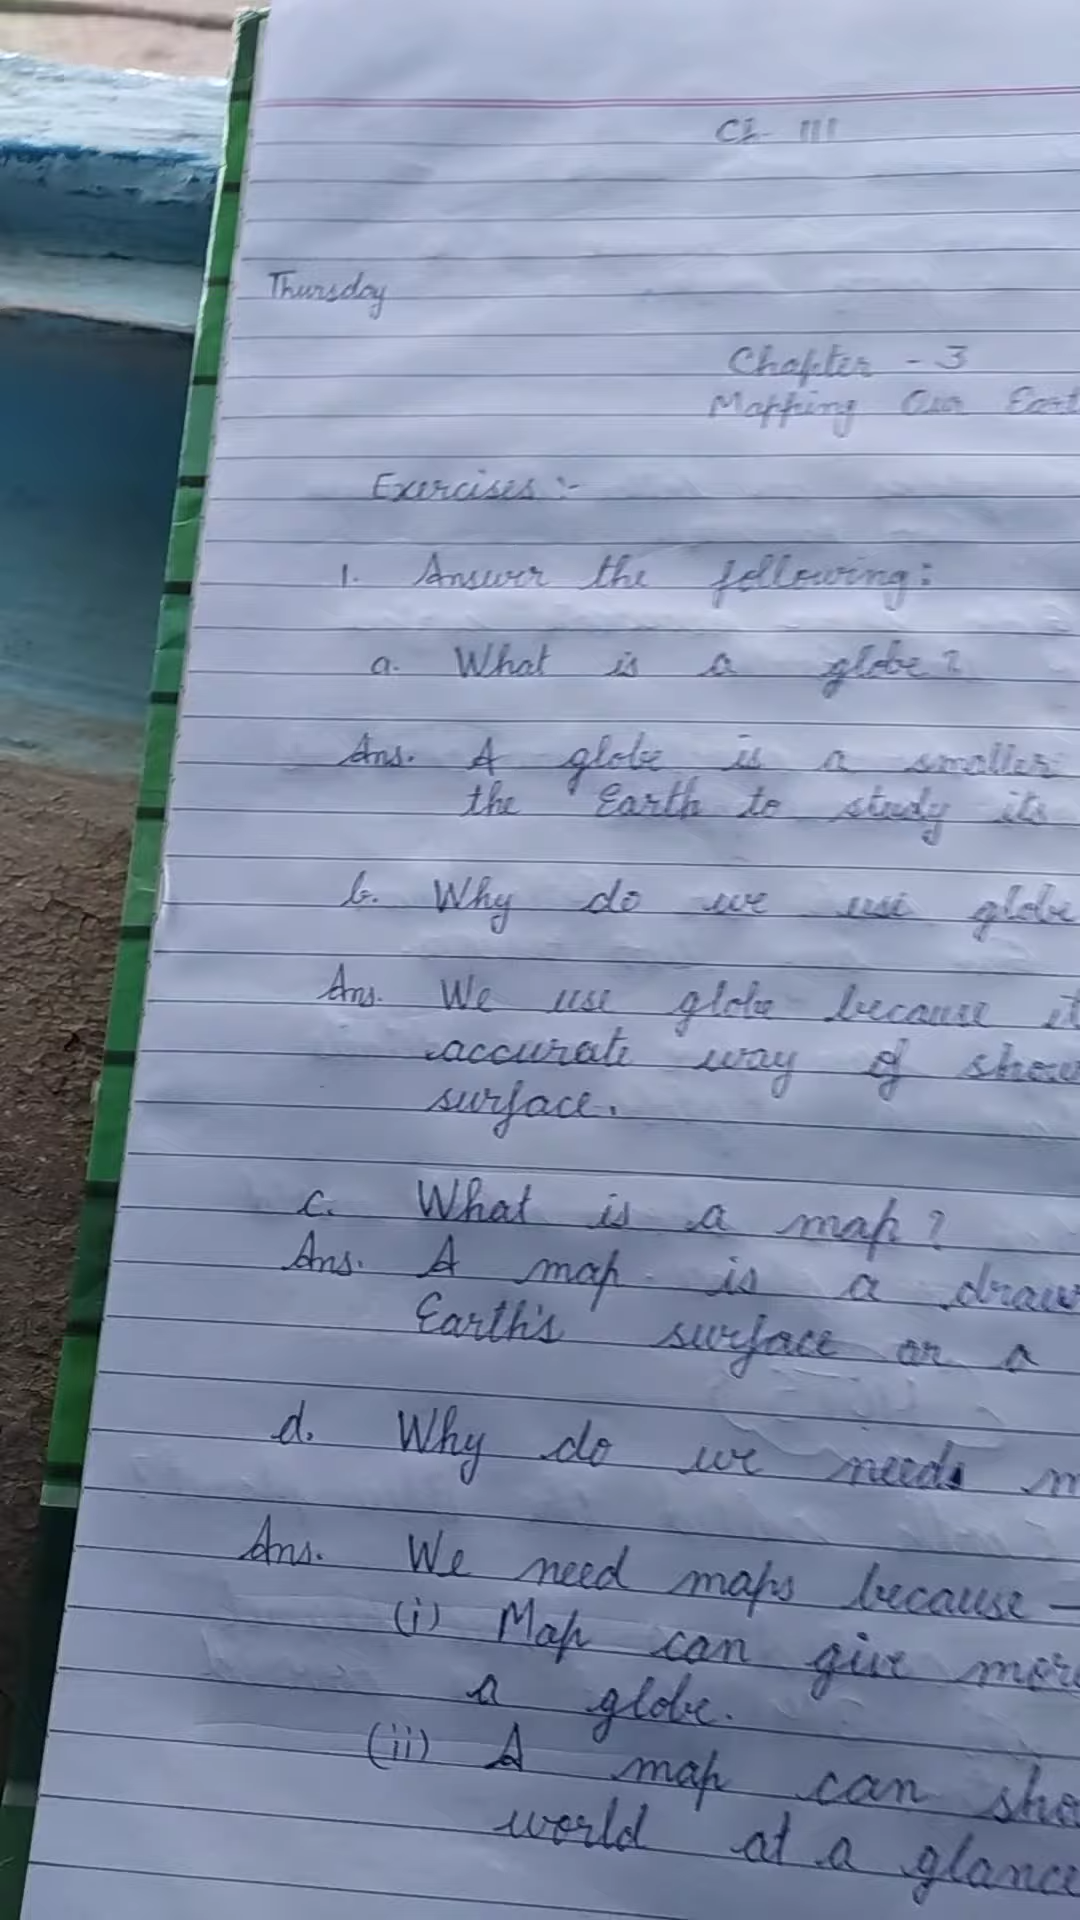 Cl- III
Thursday
Chapter - 3
Mapping Our
Exercises :-
1. Answer the following:
a. What is a globe?
Ans. A globe is a smaller
the Earth to study its
b. Why do we use globe
Ans. We use globe because it
accurate way of
surface.
c. What is a map?
Ans. A map is a
Earth's surface or a
d. Why do we needs
Ans. We need maps because –
(i) Map can give
a globe.
(ii) A map can
world at a glance